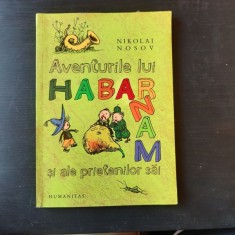 NIKOLAI
NOSOV
Aventurile lui
HABARNAM
și ale prietenilor săi
HUMANITAS